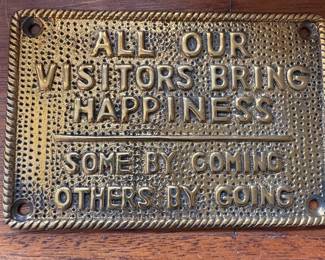 ALL OUR
VISITORS BRING
HAPPINESS
SOME BY COMING
OTHERS BY GOING